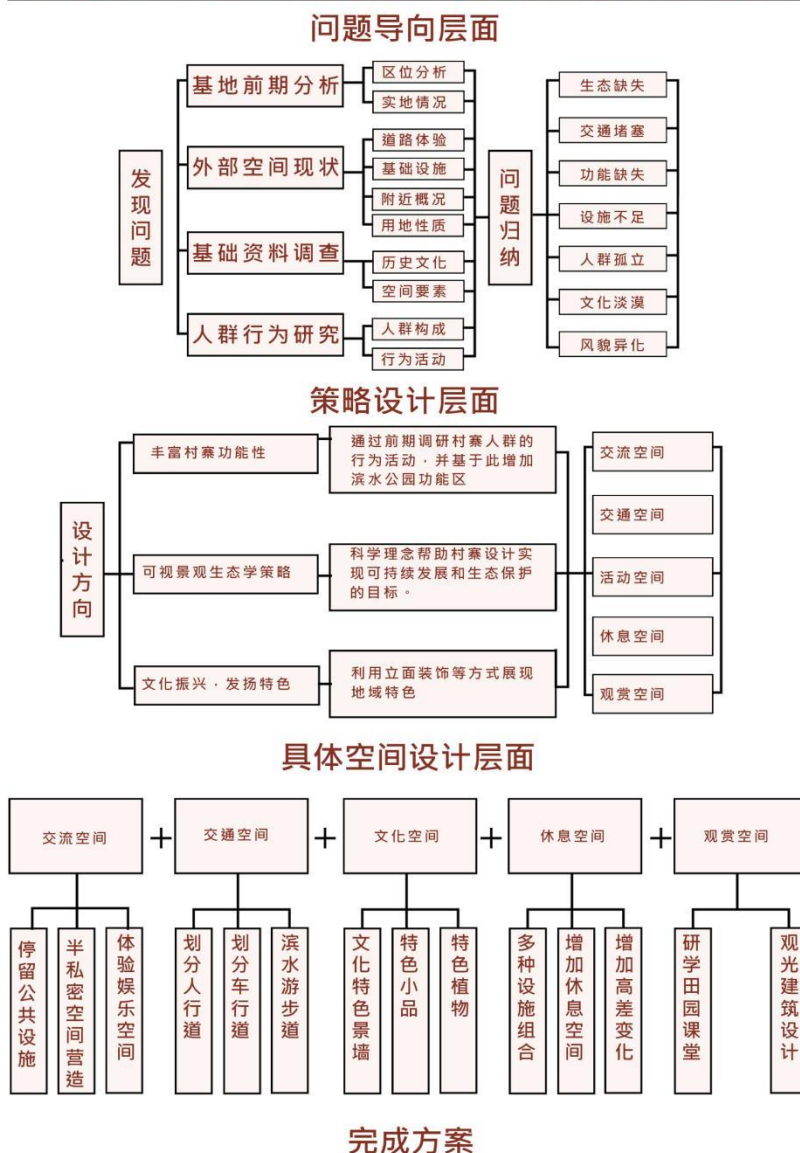 问题导向层面
发现问题
基地前期分析
外部空间现状
基础资料调查
人群行为研究
区位分析
实地情况
道路体验
基础设施
附近概况
用地性质
历史文化
空间要素
人群构成
行为活动
问题归纳
生态缺失
交通堵塞
功能缺失
设施不足
人群孤立
文化淡漠
风貌异化
策略设计层面
设计方向
丰富村寨功能性
通过前期调研村寨人群的
行为活动，并基于此增加
滨水公园功能区
可视景观生态学策略
科学理念帮助村寨设计实
现可持续发展和生态保护
的目标。
文化振兴，发扬特色
利用立面装饰等方式展现
地域特色
交流空间
交通空间
活动空间
休息空间
观赏空间
具体空间设计层面
交流空间
+
交通空间
+
文化空间
+
休息空间
+
观赏空间
停留公共设施
半私密空间营造
体验娱乐空间
划分人行道
划分车行道
滨水游步道
文化特色景墙
特色小品
特色植物
多种设施组合
增加休息空间
增加高差变化
研学田园课堂
观光建筑设计
完成方案